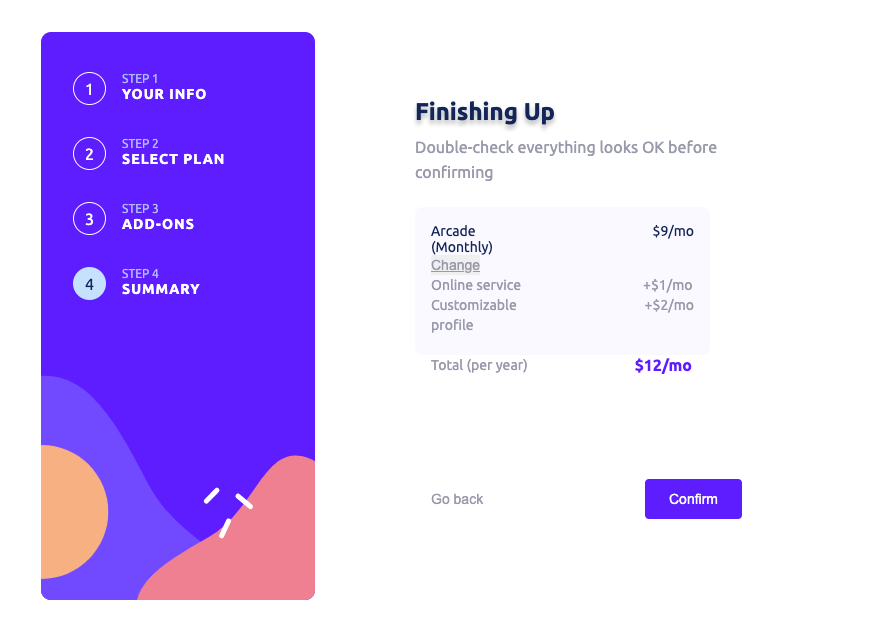 1
STEP 1
YOUR INFO
2
STEP 2
SELECT PLAN
3
STEP 3
ADD-ONS
4
STEP 4
SUMMARY
Finishing Up
Double-check everything looks OK before
confirming
Arcade
(Monthly)
$9/mo
Change
Online service
+$1/mo
Customizable
profile
+$2/mo
Total (per year)
$12/mo
Go back
Confirm